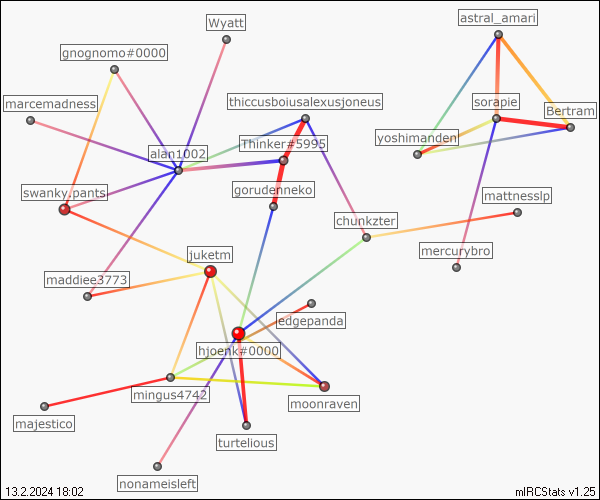 astral_amari
Wyatt
gnognomo#0000
marcemadness
thiccusboiusalexusjoneus
sorapie
Bertram
yoshimanden
Thinker#5995
alan1002
gorudenneko
swanky.pants
mattnesslp
chunkzter
mercurybro
juketm
maddiee3773
edgepanda
hjoenk#0000
mingus4742
moonraven
majestico
turtelious
nonameisleft
13.2.2024 18:02
mIRCStats v1.25